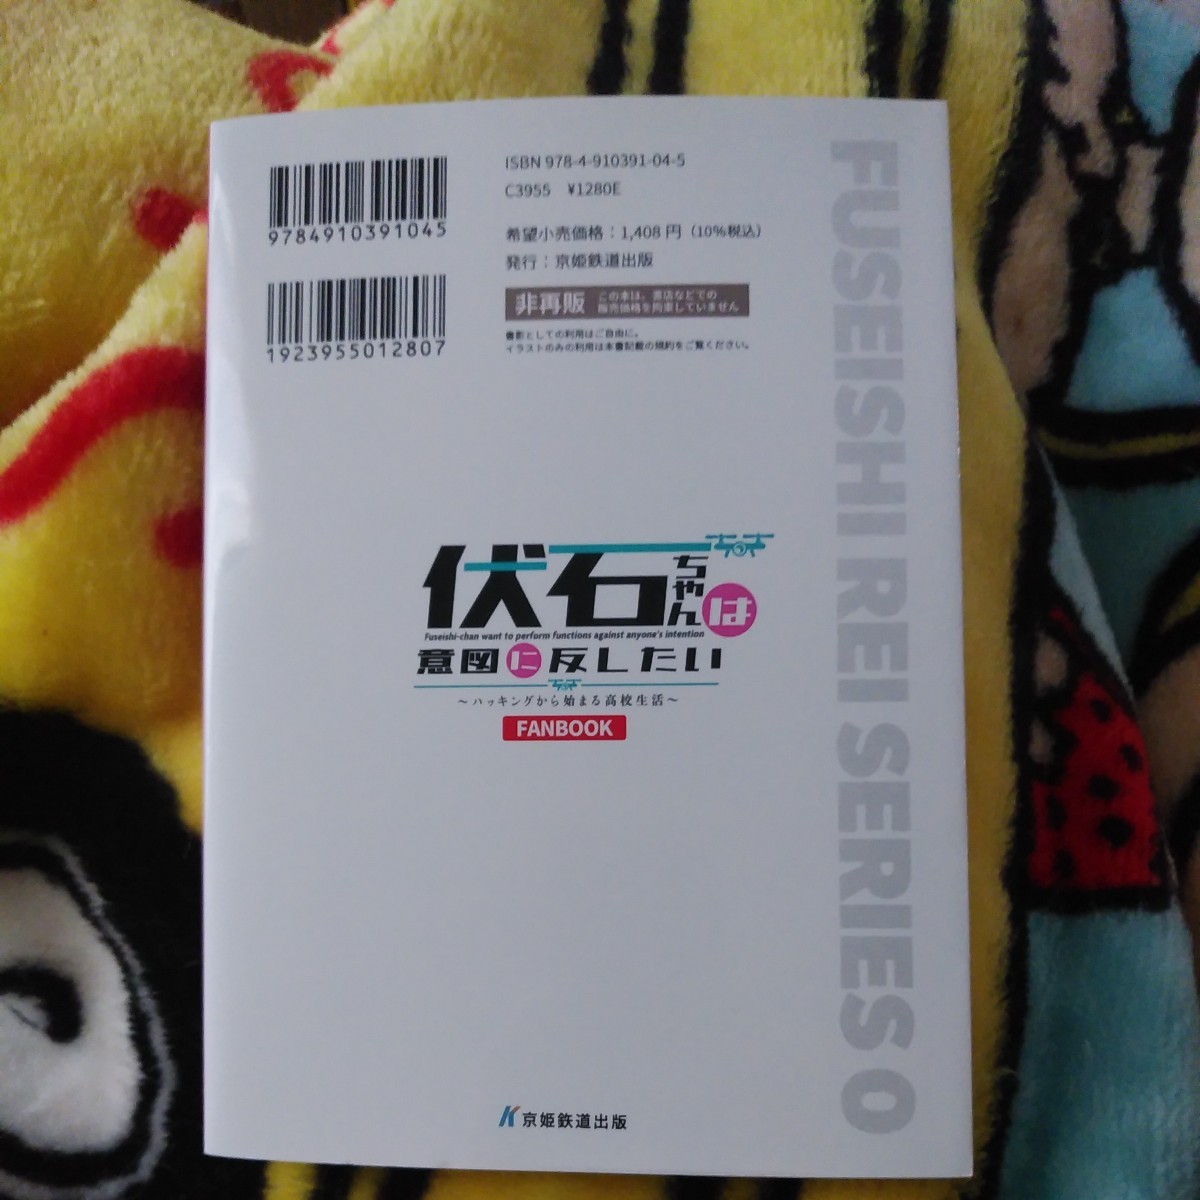 9784910391045
1923955012807
ISBN 978-4-910391-04-5
C3955 ¥1280E
希望小売価格：1,408円（10%税込）
発行：京姫鉄道出版
非再販
この本は、書店などでの
販売価格を拘束していません
書影としての利用はご自由に。
イラストのみの利用は本書記載の規約をご覧ください。
FUSEISHI REI SERIES 0
伏石ちゃんは
Fuseishi-chan want to perform functions against anyone's intention
意図に反したい
～ハッキングから始まる高校生活～
FANBOOK
京姫鉄道出版